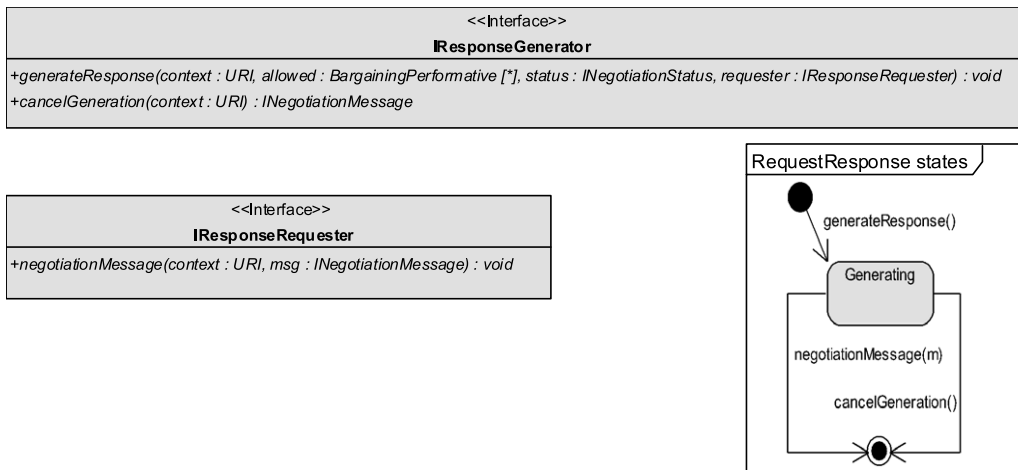 <<Interface>>
IResponseGenerator
+generateResponse(context : URI, allowed : BargainingPerformative [*], status : INegotiationStatus, requester : IResponseRequester) : void
+cancelGeneration(context : URI) : INegotiationMessage
RequestResponse states
<<Interface>>
IResponseRequester
+negotiationMessage(context : URI, msg : INegotiationMessage) : void
generateResponse()
Generating
negotiationMessage(m)
cancelGeneration()